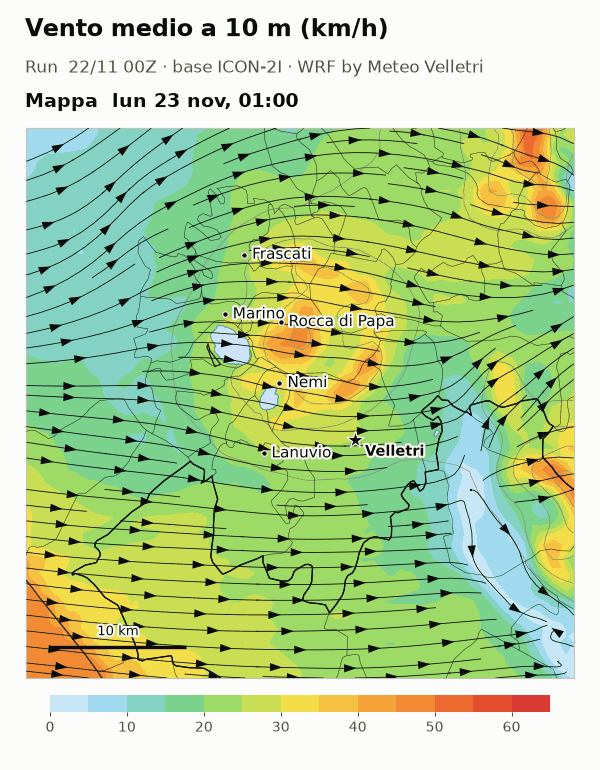 Vento medio a 10 m (km/h)
Run 22/11 00Z · base ICON-2I · WRF by Meteo Velletri
Mappa lun 23 nov, 01:00
Frascati
Marino
Rocca di Papa
Nemi
Velletri
Lanuvio
10 km
0 10 20 30 40 50 60